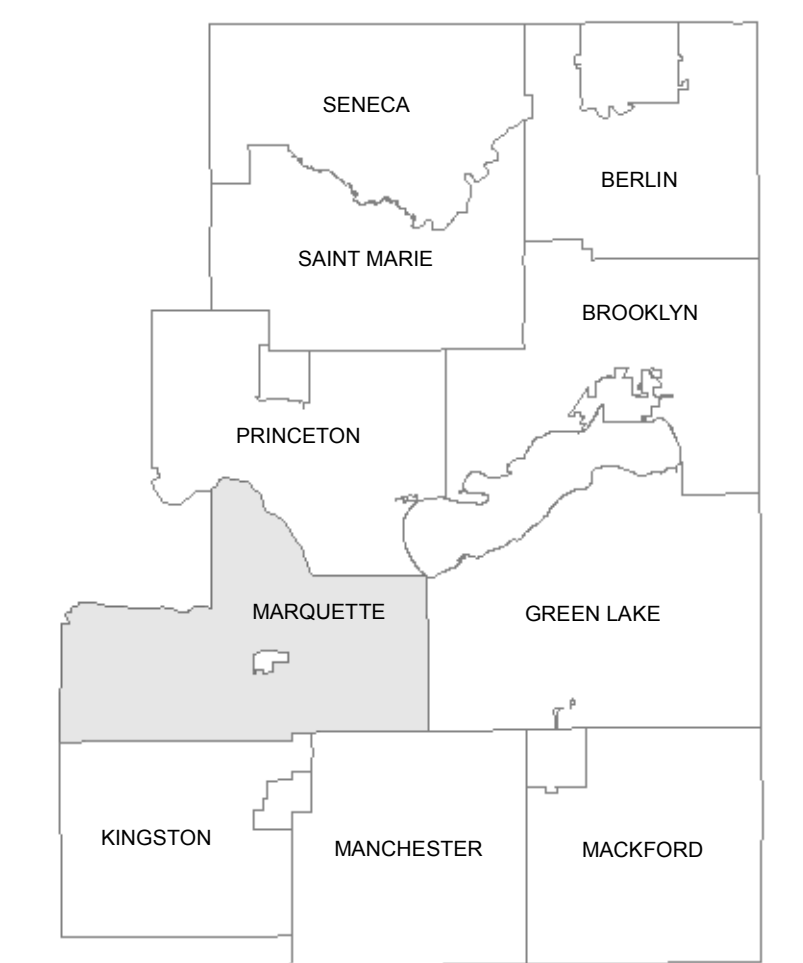 SENECA
BERLIN
SAINT MARIE
BROOKLYN
PRINCETON
MARQUETTE
GREEN LAKE
KINGSTON
MANCHESTER
MACKFORD